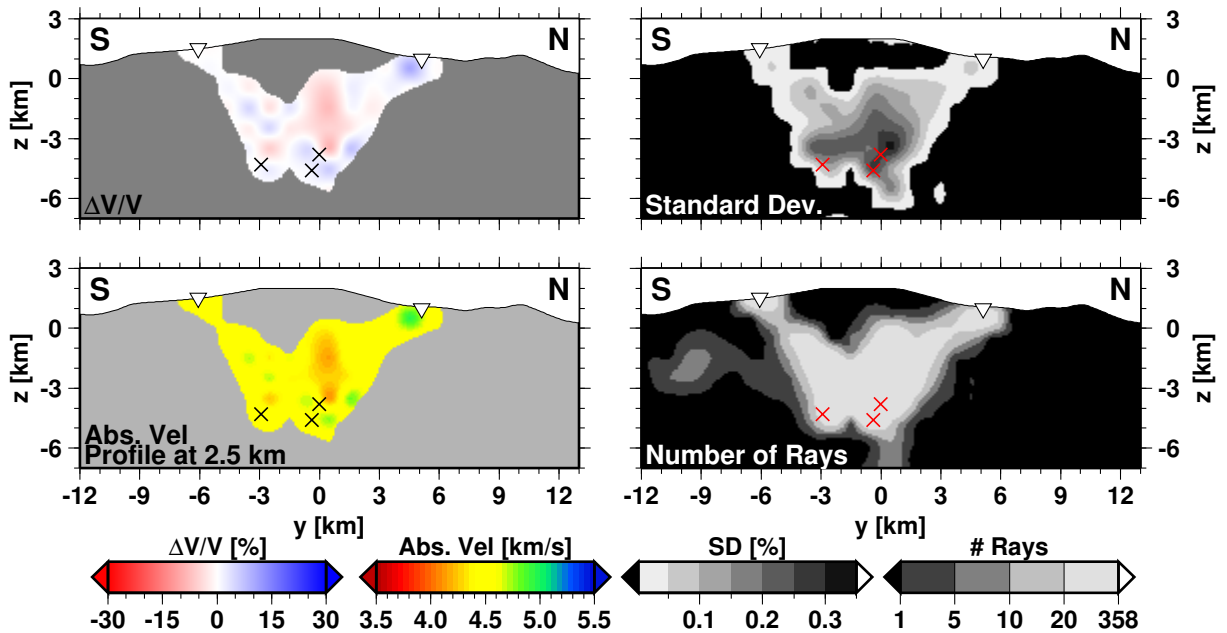 S N
3
0
-3
-6
z [km]
ΔV/V
S N
3
0
-3
-6
z [km]
Standard Dev.
S N
3
0
-3
-6
z [km]
Abs. Vel
Profile at 2.5 km
-12 -9 -6 -3 0 3 6 9 12
y [km]
S N
3
0
-3
-6
z [km]
Number of Rays
-12 -9 -6 -3 0 3 6 9 12
y [km]
ΔV/V [%]
-30 -15 0 15 30
Abs. Vel [km/s]
3.5 4.0 4.5 5.0 5.5
SD [%]
0.1 0.2 0.3
# Rays
1 5 10 20 358